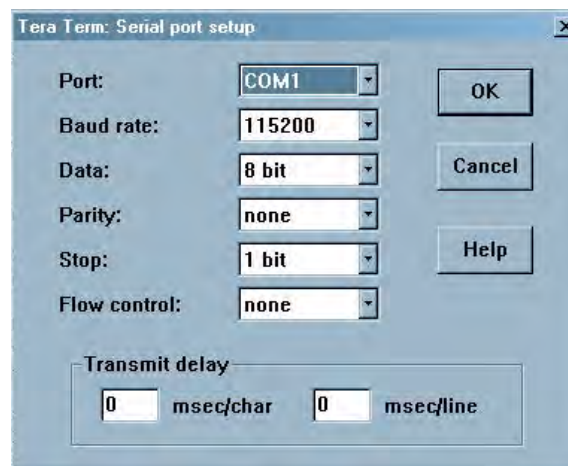 Tera Term: Serial port setup
Port: COM1
Baud rate: 115200
Data: 8 bit
Parity: none
Stop: 1 bit
Flow control: none
OK
Cancel
Help
Transmit delay
0 msec/char 0 msec/line